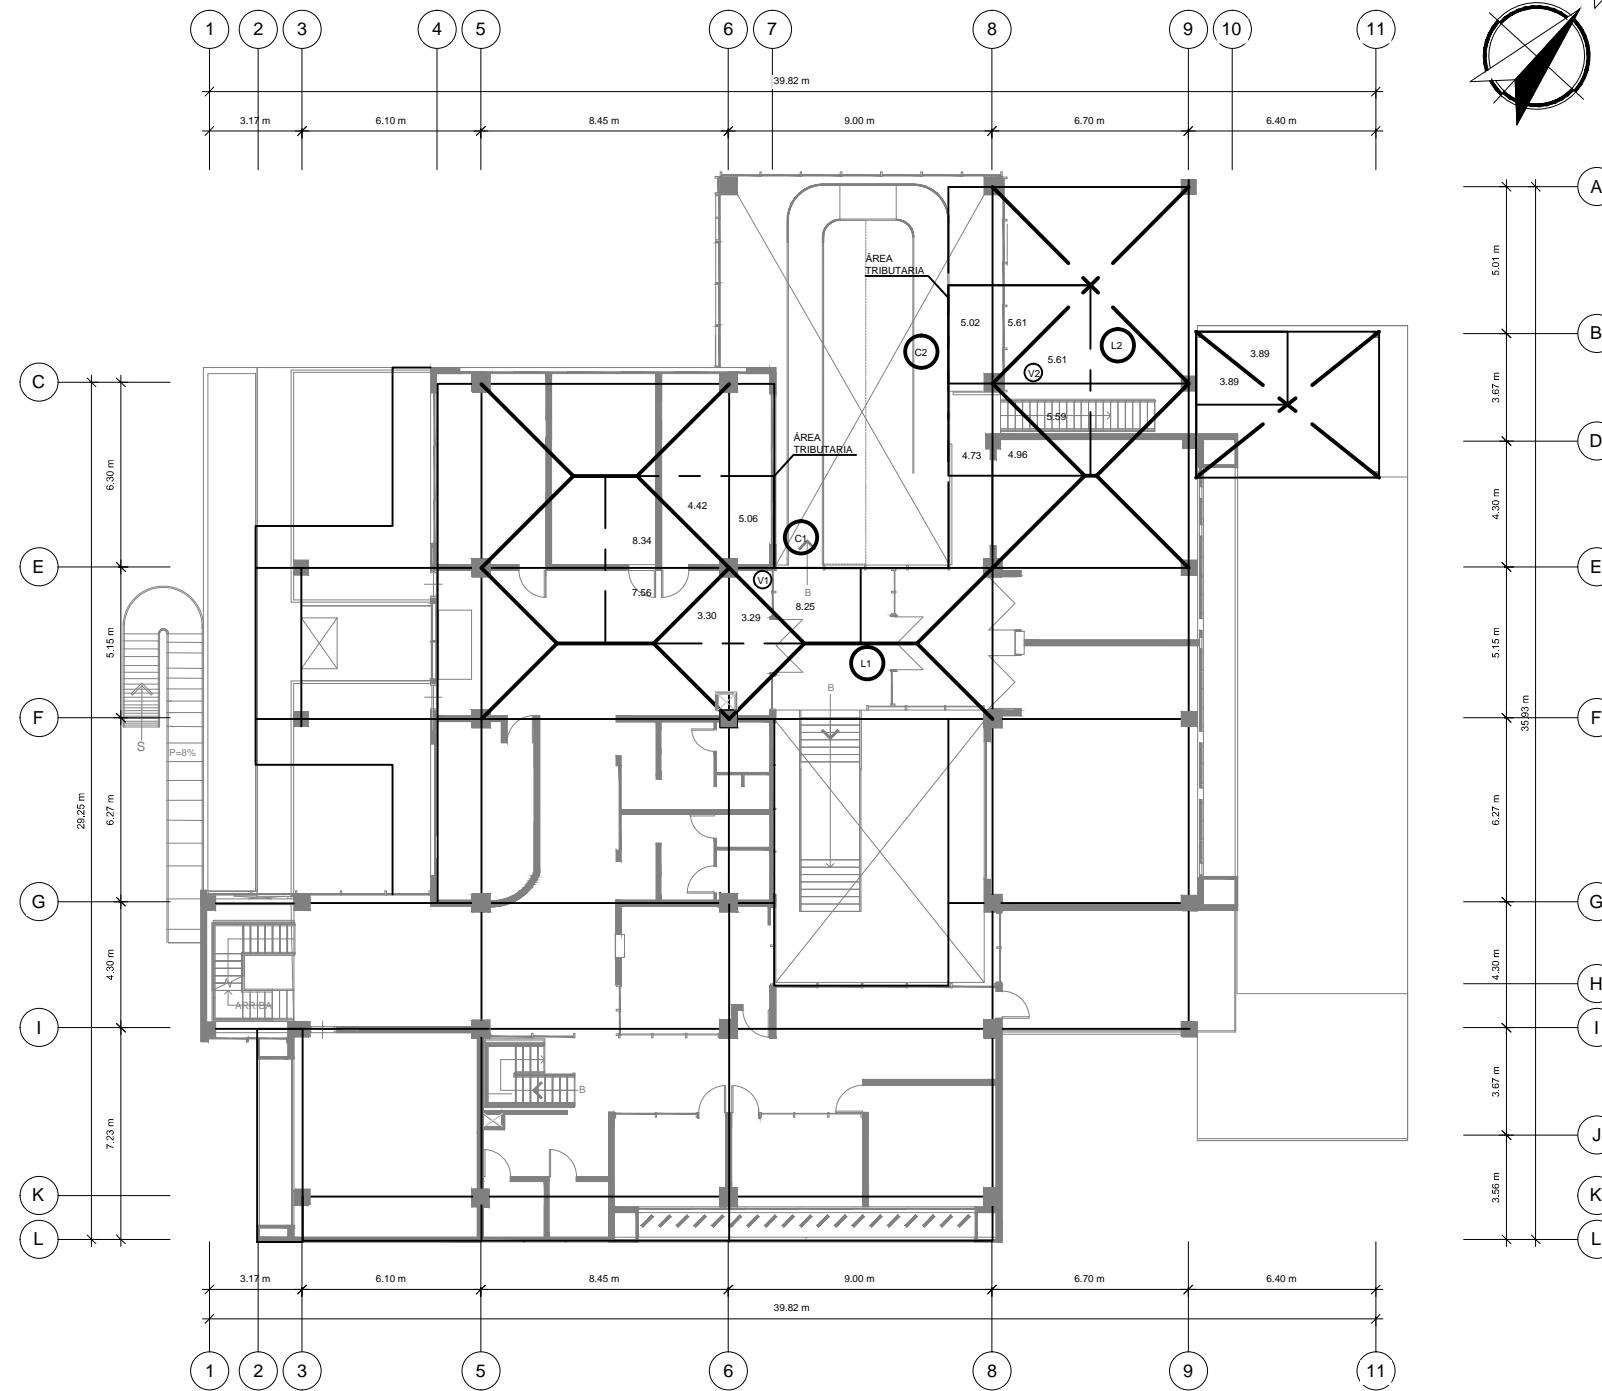 1 2 3 4 5 6 7 8 9 10 11
39.82 m
3.17 m 6.10 m 8.45 m 9.00 m 6.70 m 6.40 m
A
5.01 m
ÁREA
TRIBUTARIA
5.02 5.61
B
C2
L2
5.61
3.89
V2
3.89
3.67 m
C
5.59
ÁREA
TRIBUTARIA
D
4.73 4.96
6.30 m
4.42
5.06
4.30 m
C1
8.34
E
E
V1
7.56
B
8.25
3.30
3.29
5.15 m
5.15 m
L1
B
F
F
S
P=8%
35.93 m
29.25 m
6.27 m
6.27 m
G
G
4.30 m
4.30 m
H
ARRIBA
I
I
3.67 m
B
7.23 m
J
K
3.56 m
K
L
L
3.17 m 6.10 m 8.45 m 9.00 m 6.70 m 6.40 m
39.82 m
1 2 3 5 6 8 9 11